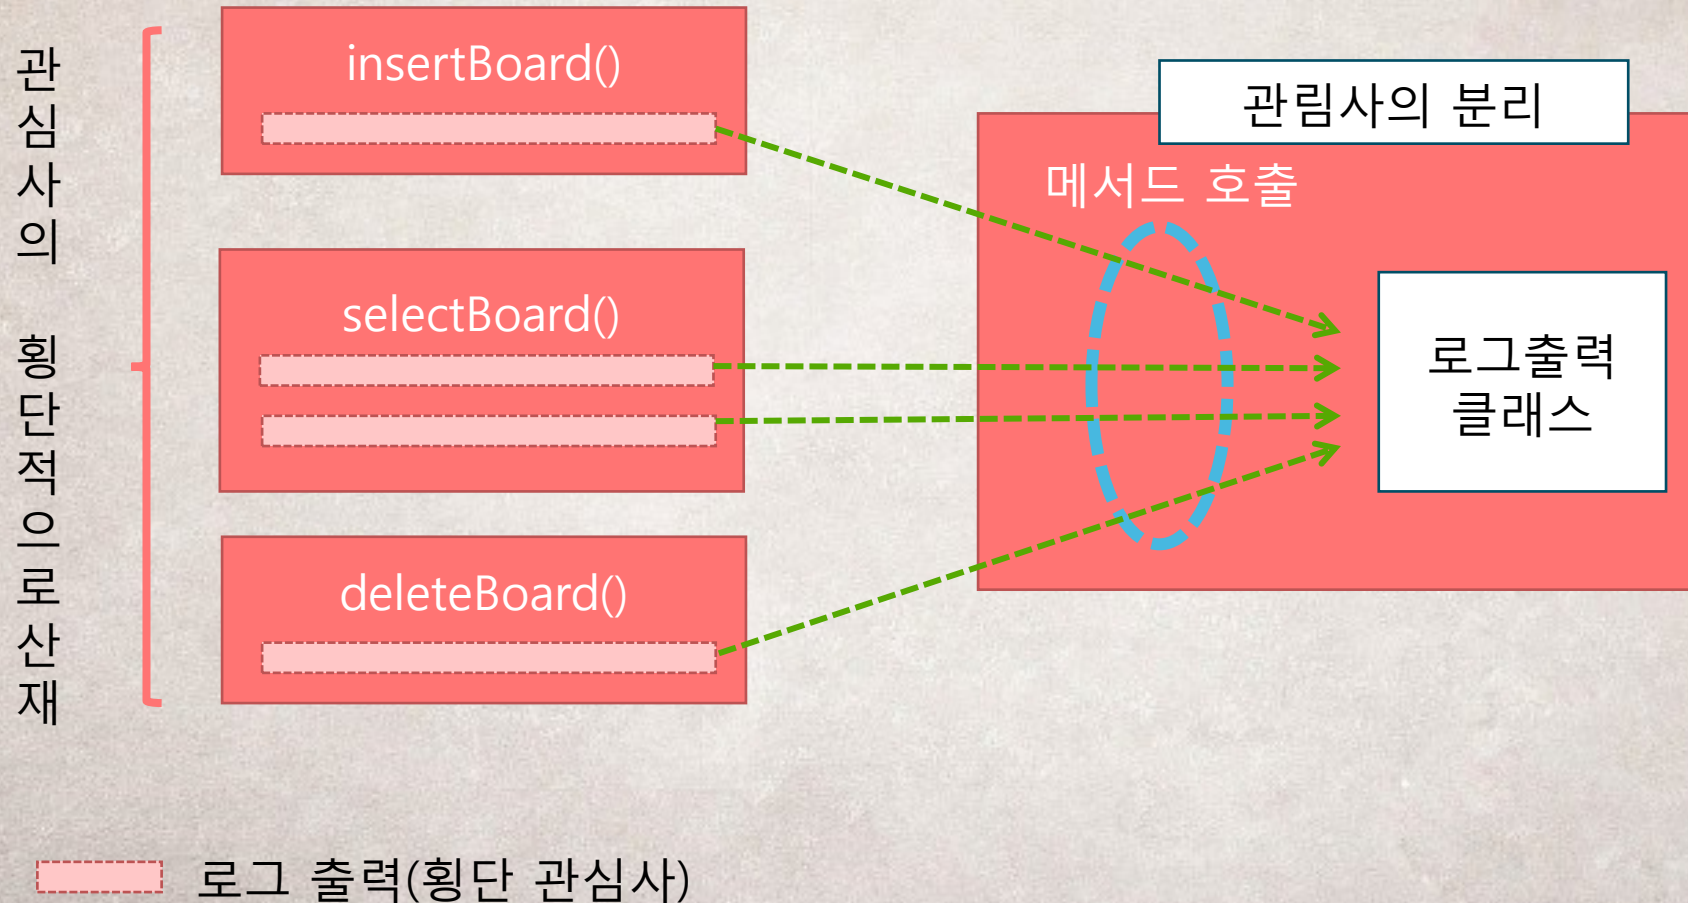 관심사의 횡단적으로산재
insertBoard()
selectBoard()
deleteBoard()
관림사의 분리
메서드 호출
로그출력
클래스
로그 출력(횡단 관심사)